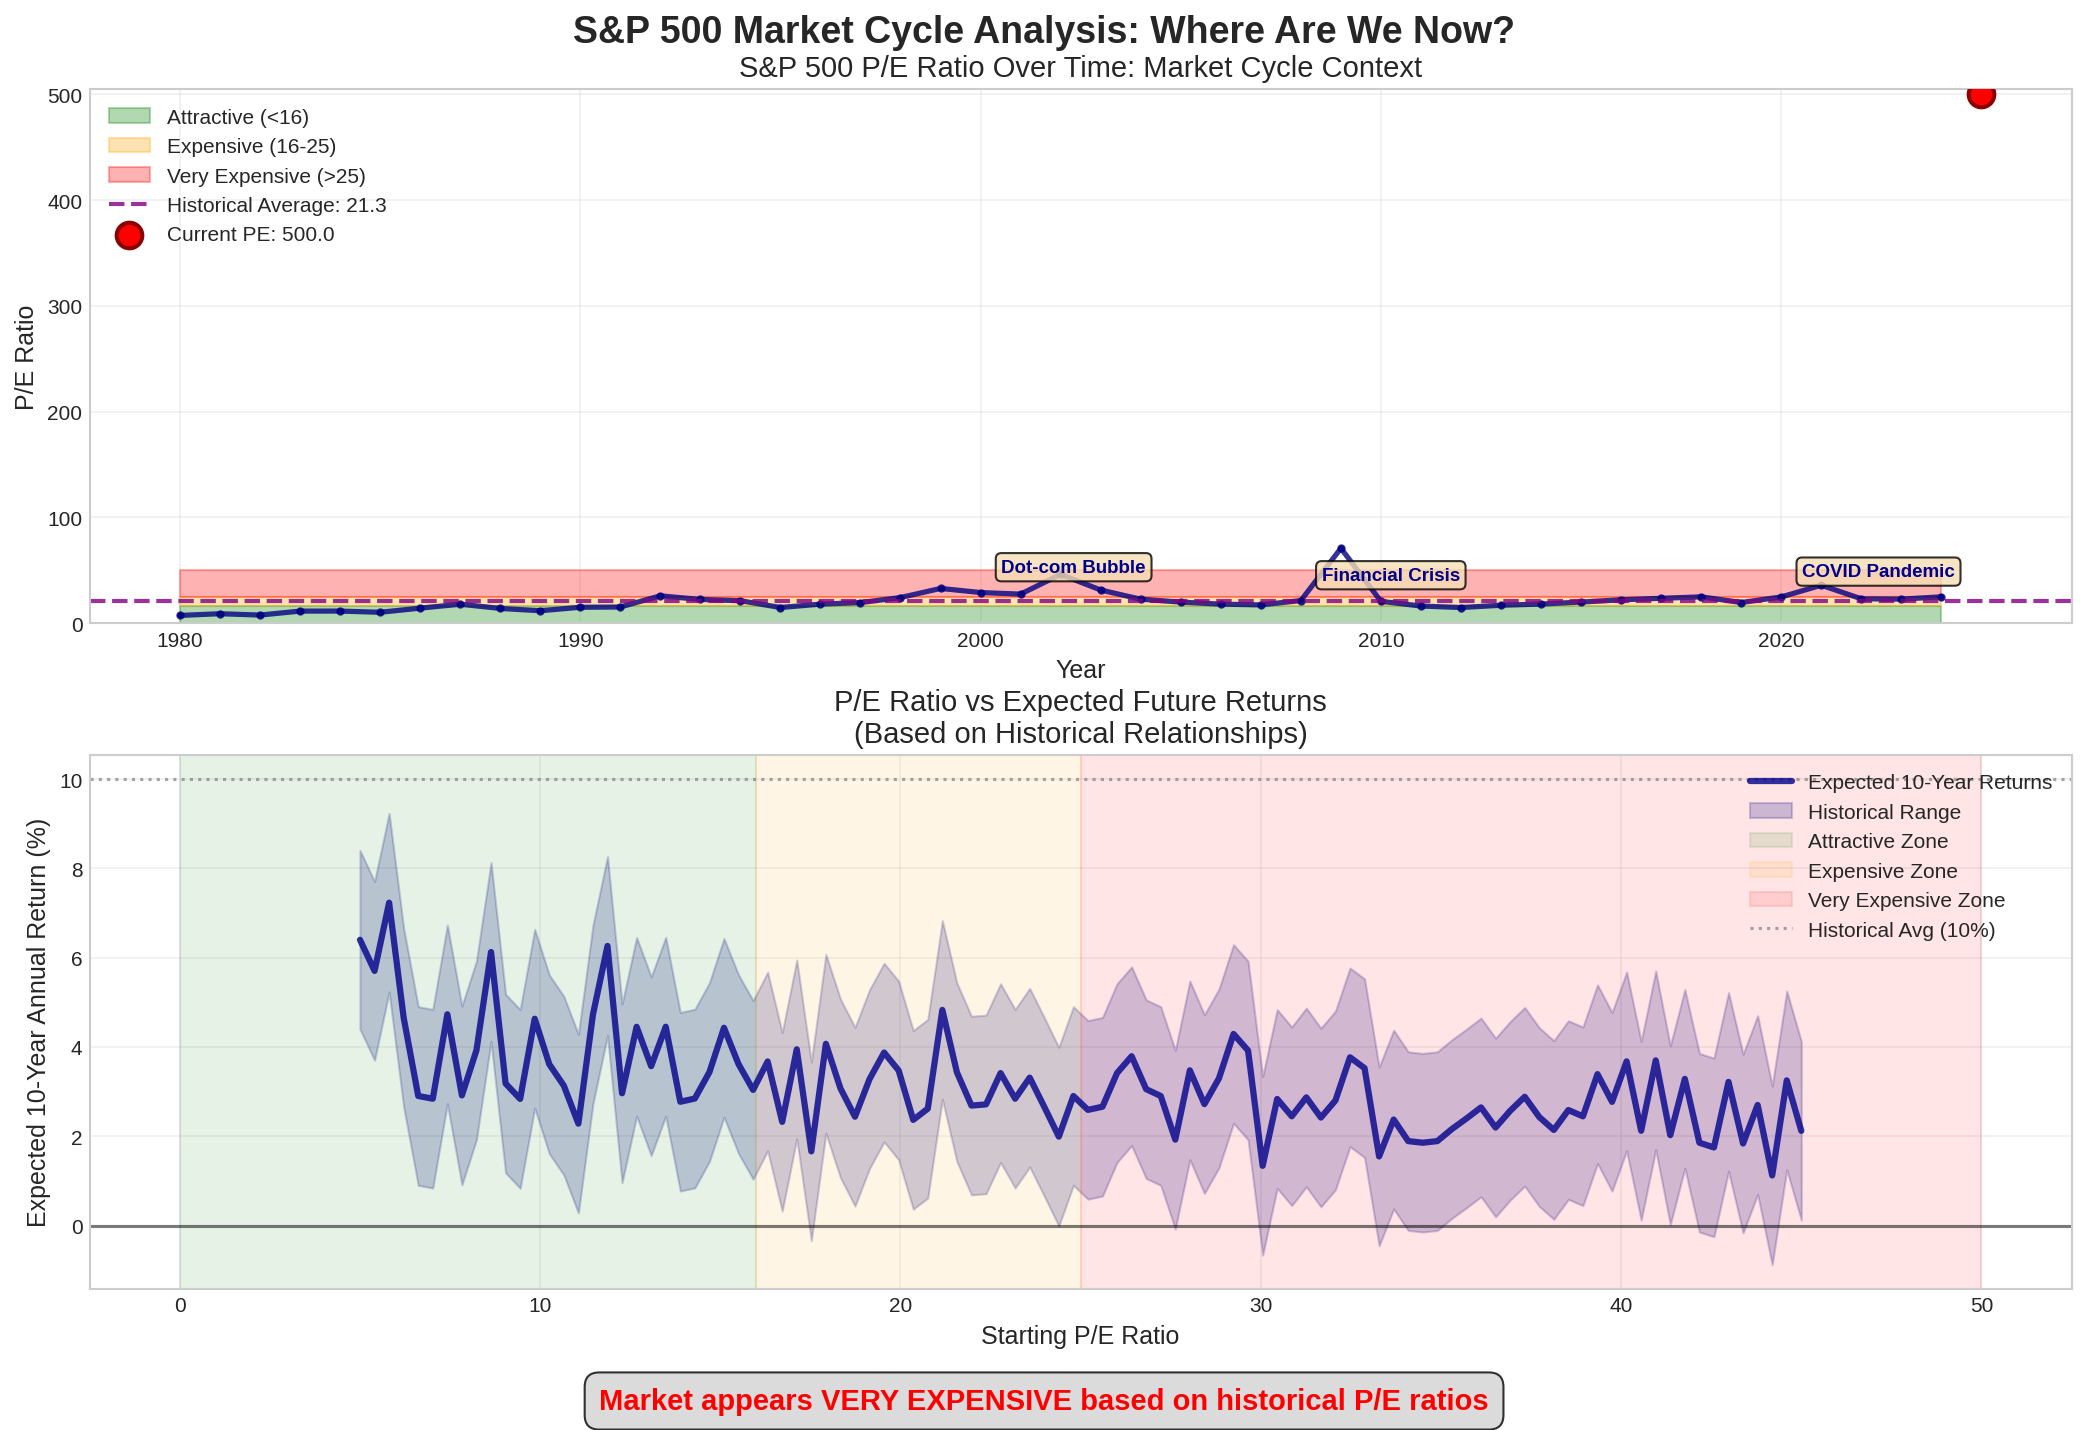 S&P 500 Market Cycle Analysis: Where Are We Now?
S&P 500 P/E Ratio Over Time: Market Cycle Context
P/E Ratio
500
400
300
200
100
0
Attractive (<16)
Expensive (16-25)
Very Expensive (>25)
Historical Average: 21.3
Current PE: 500.0
Dot-com Bubble
Financial Crisis
COVID Pandemic
1980
1990
2000
2010
2020
Year
P/E Ratio vs Expected Future Returns
(Based on Historical Relationships)
Expected 10-Year Annual Return (%)
10
8
6
4
2
0
Expected 10-Year Returns
Historical Range
Attractive Zone
Expensive Zone
Very Expensive Zone
Historical Avg (10%)
0
10
20
30
40
50
Starting P/E Ratio
Market appears VERY EXPENSIVE based on historical P/E ratios